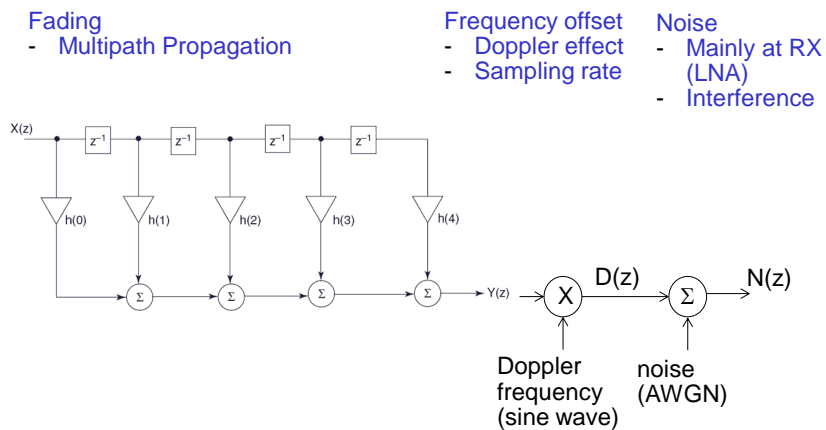 Fading
- Multipath Propagation
Frequency offset
- Doppler effect
- Sampling rate
Noise
- Mainly at RX
(LNA)
- Interference
X(z)
z⁻¹
z⁻¹
z⁻¹
z⁻¹
h(0)
h(1)
h(2)
h(3)
h(4)
Σ
Σ
Σ
Σ
Y(z)
X
D(z)
Σ
N(z)
Doppler
frequency
(sine wave)
noise
(AWGN)